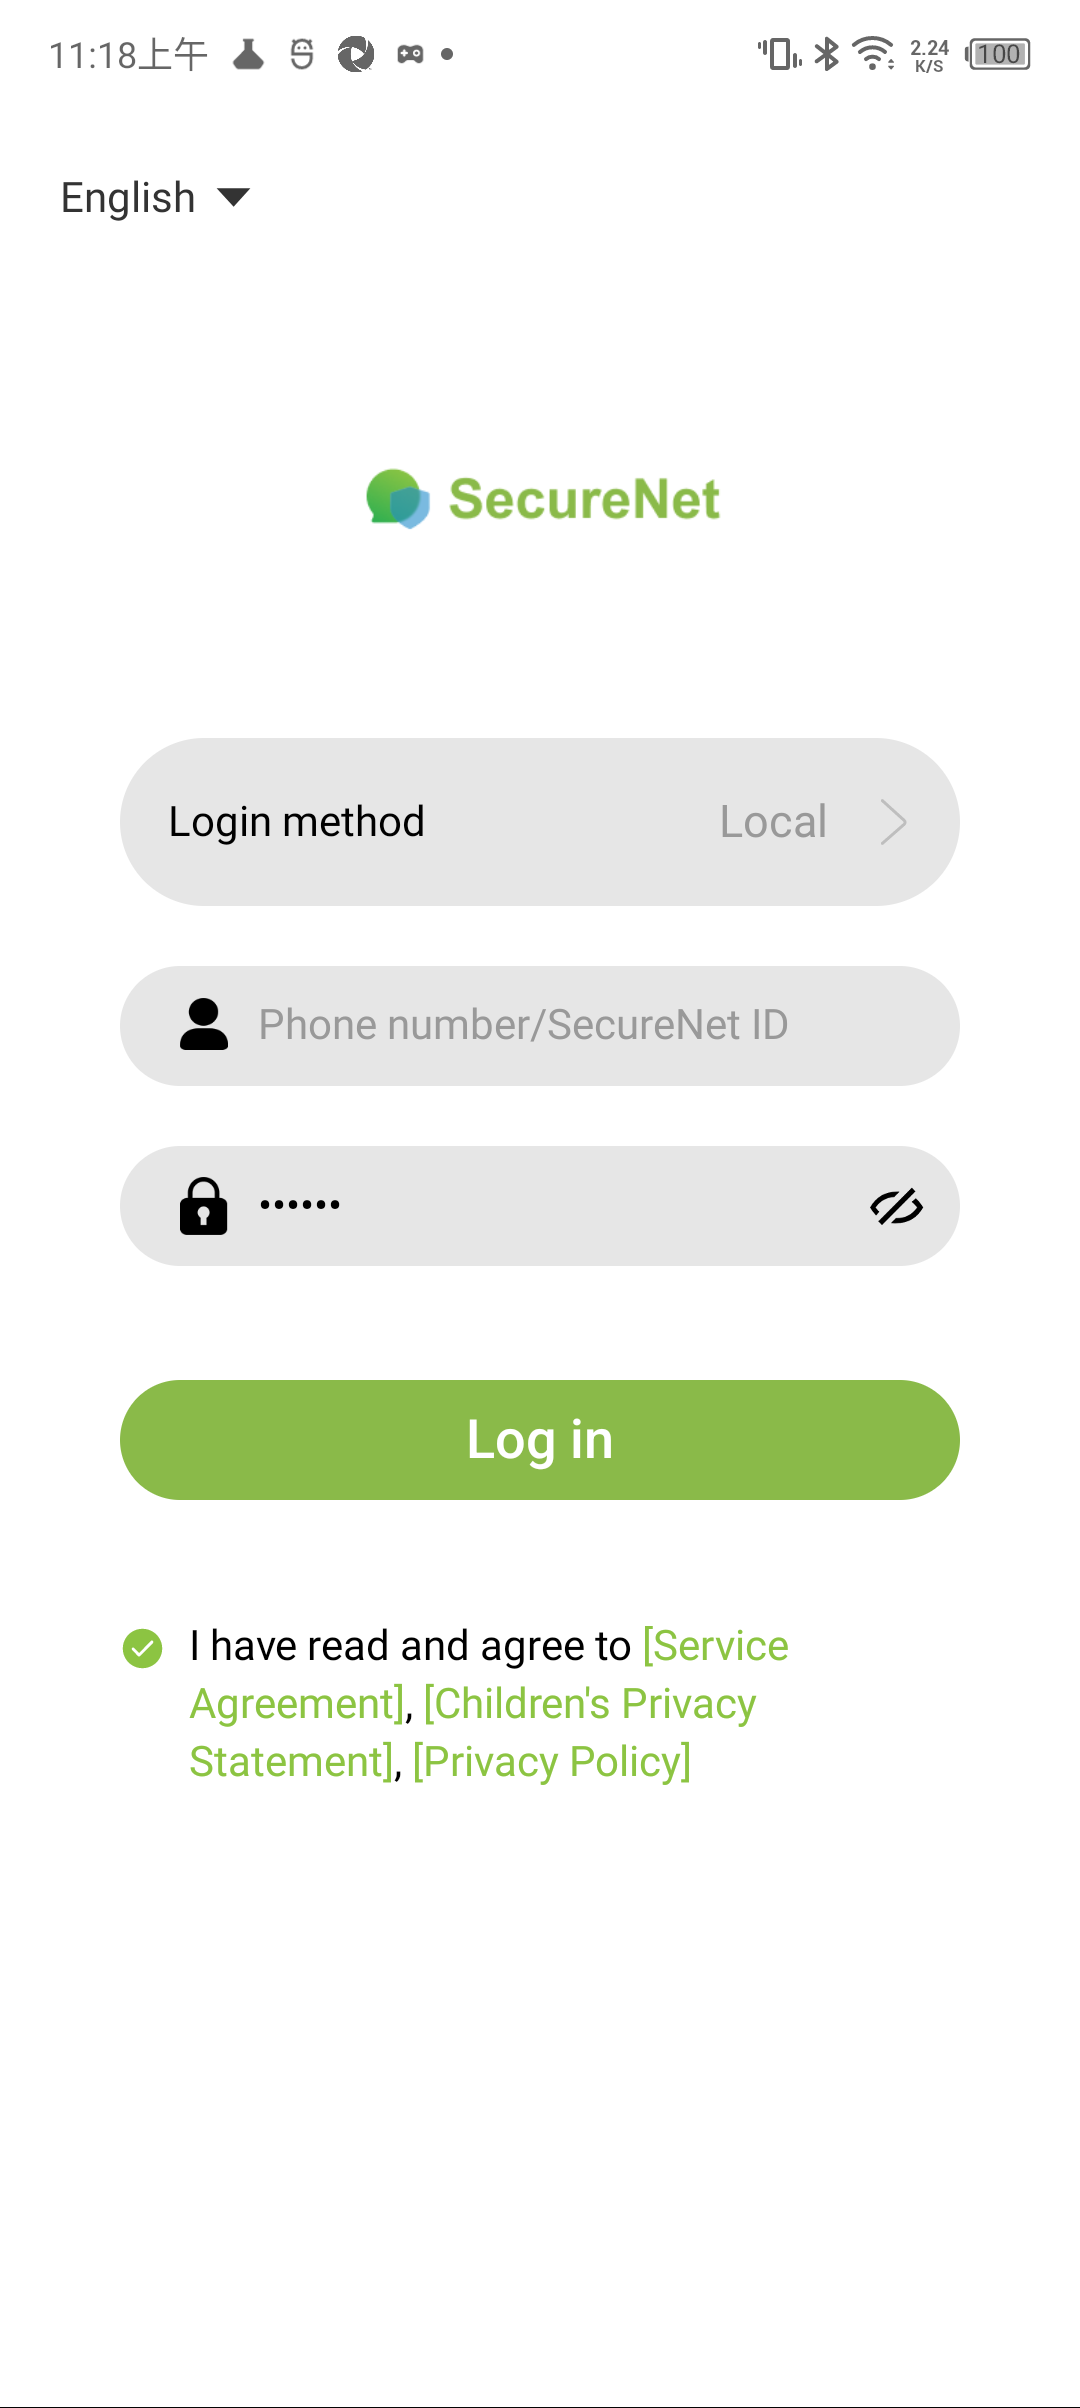 11:18上午
2.24
K/S
100
English
SecureNet
Login method
Local
Phone number/SecureNet ID
••••••
Log in
I have read and agree to [Service
Agreement], [Children's Privacy
Statement], [Privacy Policy]